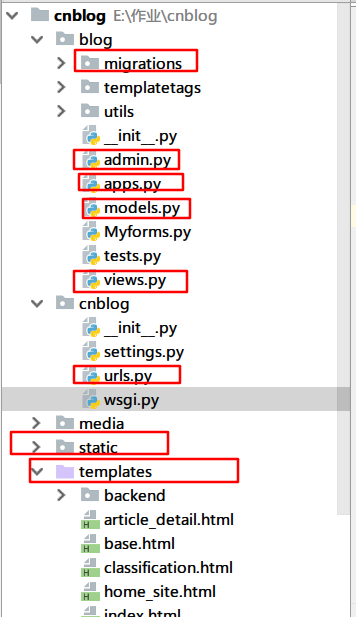 cnblog E:\作业\cnblog
blog
migrations
templatetags
utils
__init__.py
admin.py
apps.py
models.py
Myforms.py
tests.py
views.py
cnblog
__init__.py
settings.py
urls.py
wsgi.py
media
static
templates
backend
article_detail.html
base.html
classification.html
home_site.html
index.html